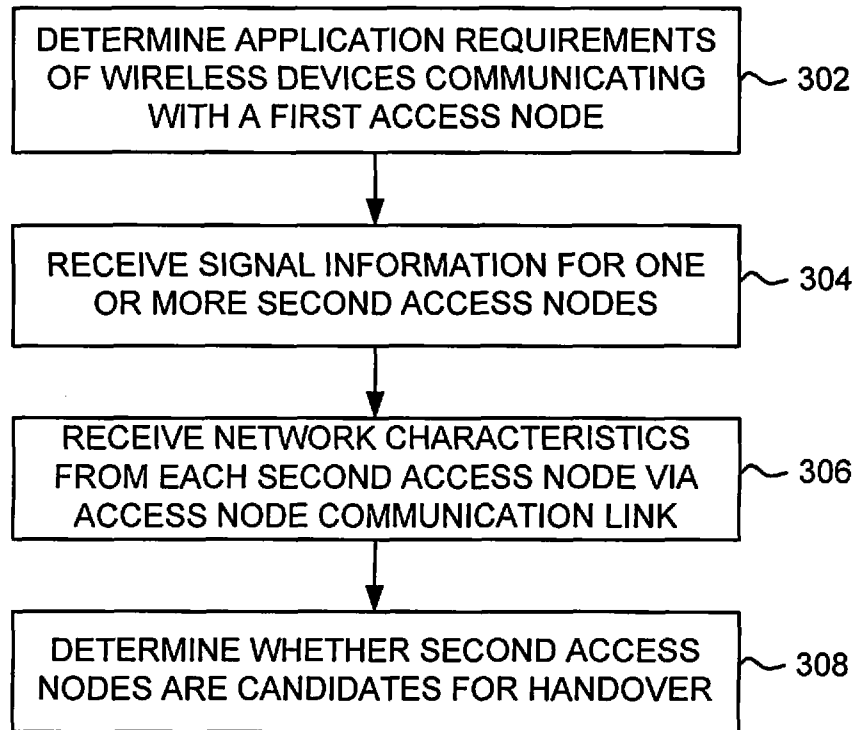 DETERMINE APPLICATION REQUIREMENTS
OF WIRELESS DEVICES COMMUNICATING
WITH A FIRST ACCESS NODE
302
RECEIVE SIGNAL INFORMATION FOR ONE
OR MORE SECOND ACCESS NODES
304
RECEIVE NETWORK CHARACTERISTICS
FROM EACH SECOND ACCESS NODE VIA
ACCESS NODE COMMUNICATION LINK
306
DETERMINE WHETHER SECOND ACCESS
NODES ARE CANDIDATES FOR HANDOVER
308